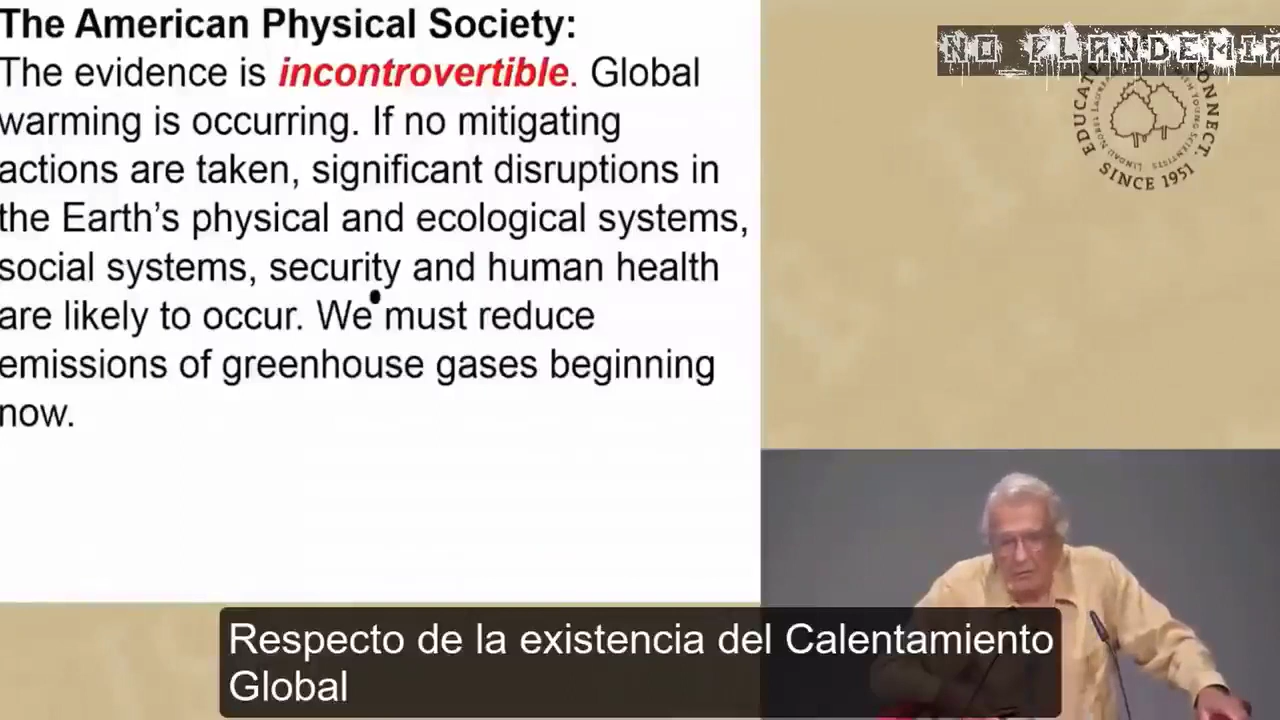 The American Physical Society:
The evidence is incontrovertible. Global
warming is occurring. If no mitigating
actions are taken, significant disruptions in
the Earth's physical and ecological systems,
social systems, security and human health
are likely to occur. We must reduce
emissions of greenhouse gases beginning
now.
NO_PLANDEMIA
EDUCATE
CONNECT.
SINCE 1951
Respecto de la existencia del Calentamiento
Global